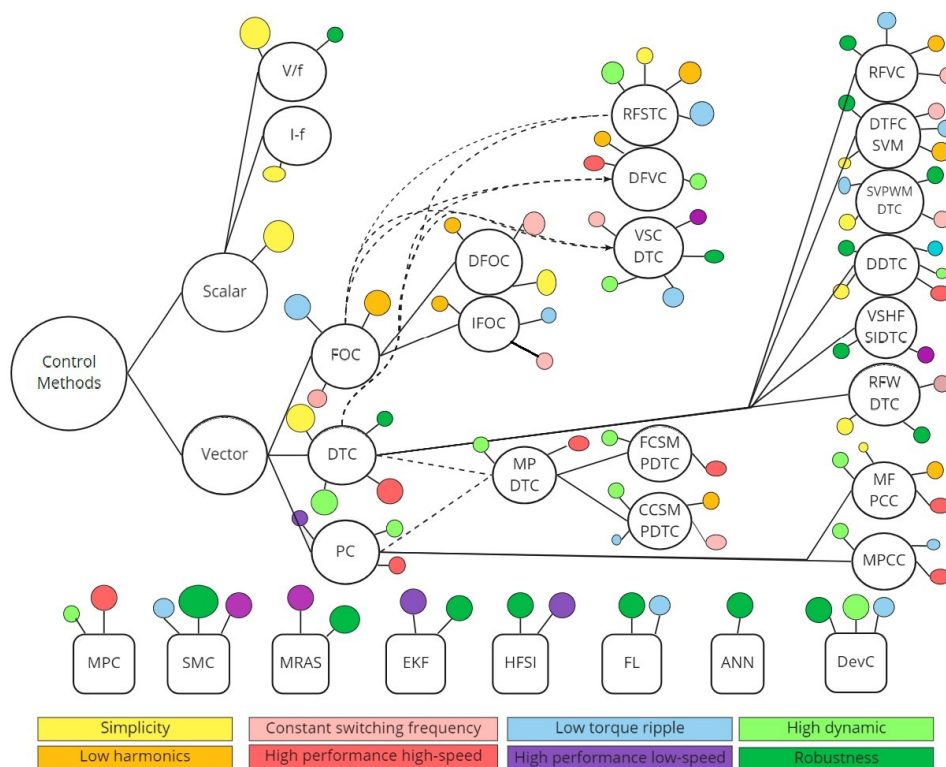 V/f
I-f
Scalar
Control
Methods
Vector
FOC
DTC
PC
DFOC
IFOC
MP
DTC
RFSTC
DFVC
VSC
DTC
FCSM
PDTC
CCSM
PDTC
RFVC
DTFC
SVM
SVPWM
DTC
DDTC
VSHF
SIDTC
RFW
DTC
MF
PCC
MPCC
MPC
SMC
MRAS
EKF
HFSI
FL
ANN
DevC
Simplicity
Constant switching frequency
Low torque ripple
High dynamic
Low harmonics
High performance high-speed
High performance low-speed
Robustness